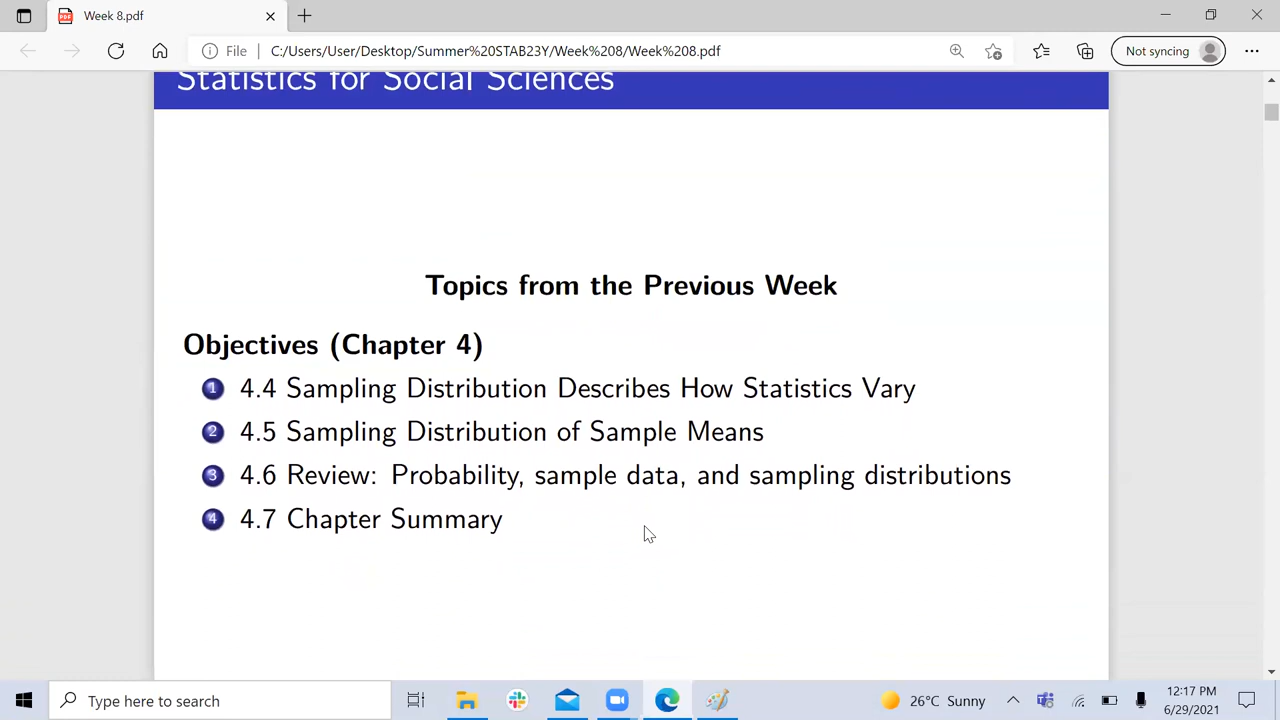 Week 8.pdf
File
C:/Users/User/Desktop/Summer%20STAB23Y/Week%208/Week%208.pdf
Not syncing
Statistics for Social Sciences
Topics from the Previous Week
Objectives (Chapter 4)
1 4.4 Sampling Distribution Describes How Statistics Vary
2 4.5 Sampling Distribution of Sample Means
3 4.6 Review: Probability, sample data, and sampling distributions
4 4.7 Chapter Summary
Type here to search
26°C Sunny
12:17 PM
6/29/2021